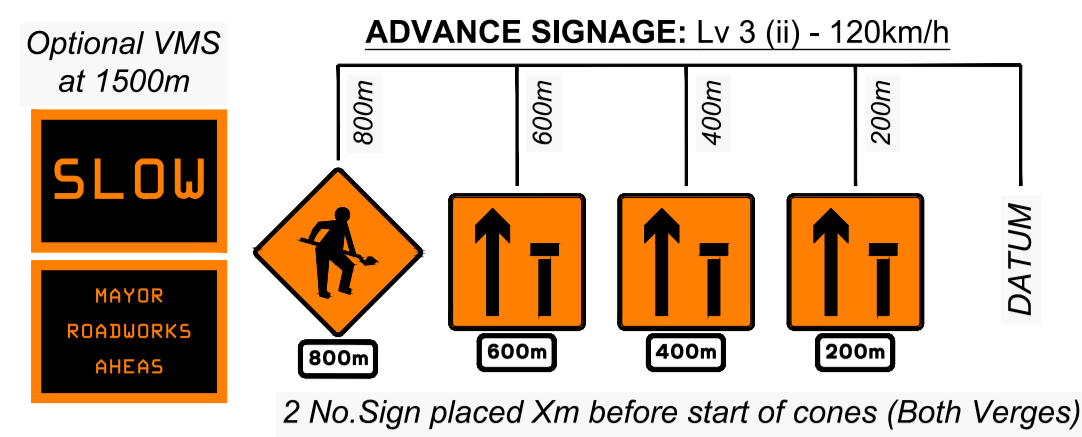 Optional VMS
at 1500m
SLOW
MAYOR
ROADWORKS
AHEAS
ADVANCE SIGNAGE: Lv 3 (ii) - 120km/h
800m
600m
400m
200m
DATUM
800m
600m
400m
200m
2 No.Sign placed Xm before start of cones (Both Verges)